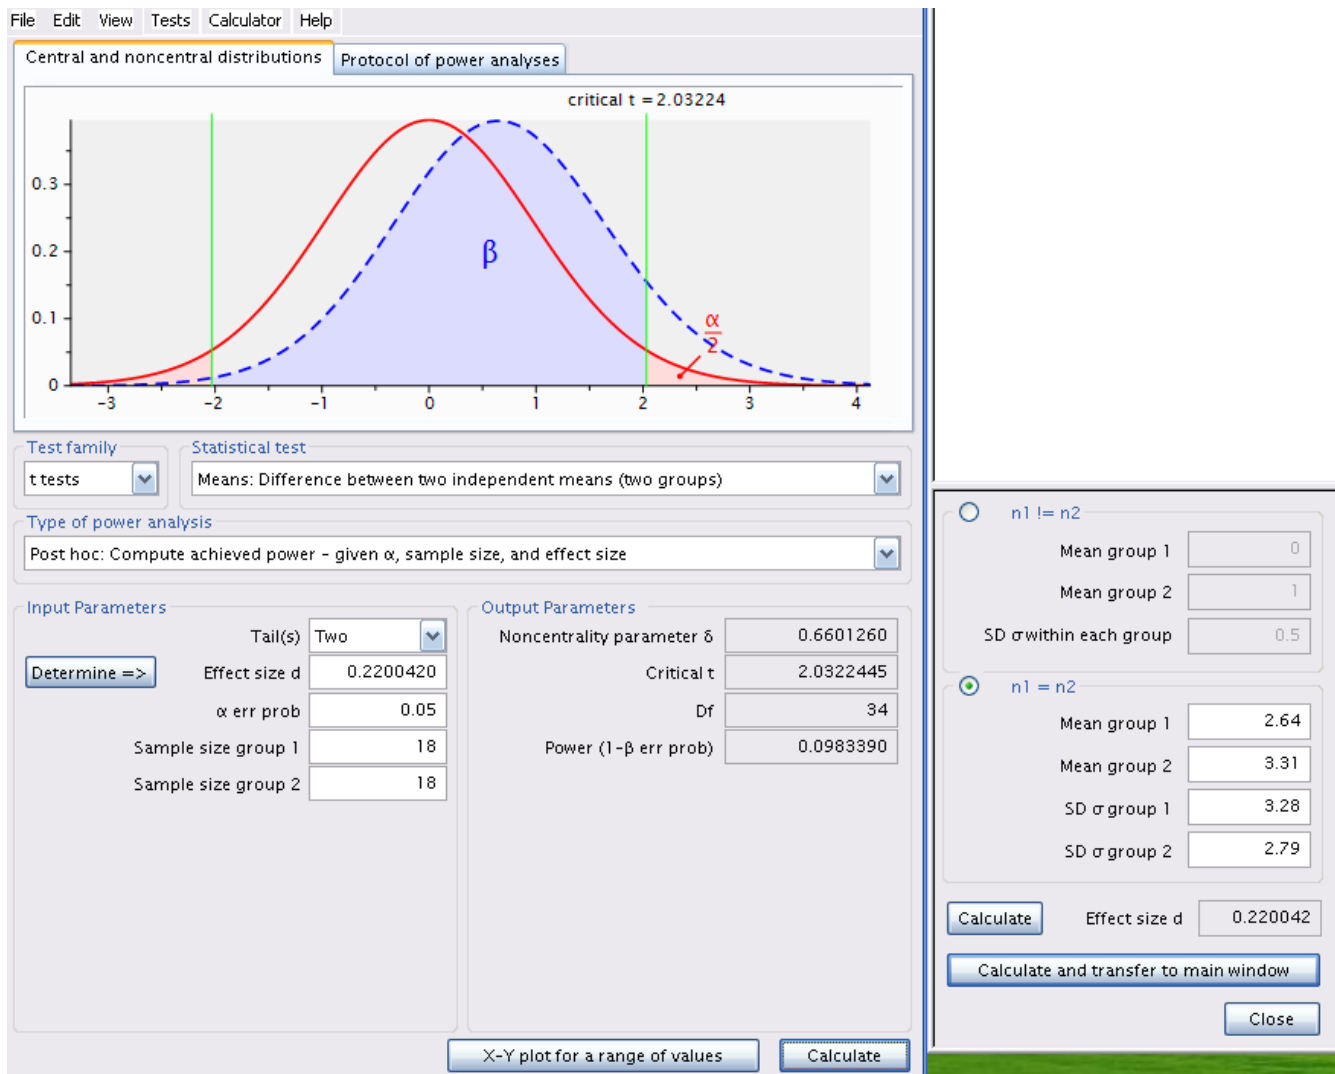 File Edit View Tests Calculator Help
Central and noncentral distributions Protocol of power analyses
critical t = 2.03224
0.3
0.2
0.1
0
β
α
2
-3 -2 -1 0 1 2 3 4
Test family
t tests
Statistical test
Means: Difference between two independent means (two groups)
Type of power analysis
Post hoc: Compute achieved power - given α, sample size, and effect size
Input Parameters
Tail(s) Two
Determine => Effect size d 0.2200420
α err prob 0.05
Sample size group 1 18
Sample size group 2 18
Output Parameters
Noncentrality parameter δ 0.6601260
Critical t 2.0322445
Df 34
Power (1-β err prob) 0.0983390
X-Y plot for a range of values Calculate
n1 != n2
Mean group 1 0
Mean group 2 1
SD σ within each group 0.5
n1 = n2
Mean group 1 2.64
Mean group 2 3.31
SD σ group 1 3.28
SD σ group 2 2.79
Calculate Effect size d 0.220042
Calculate and transfer to main window
Close